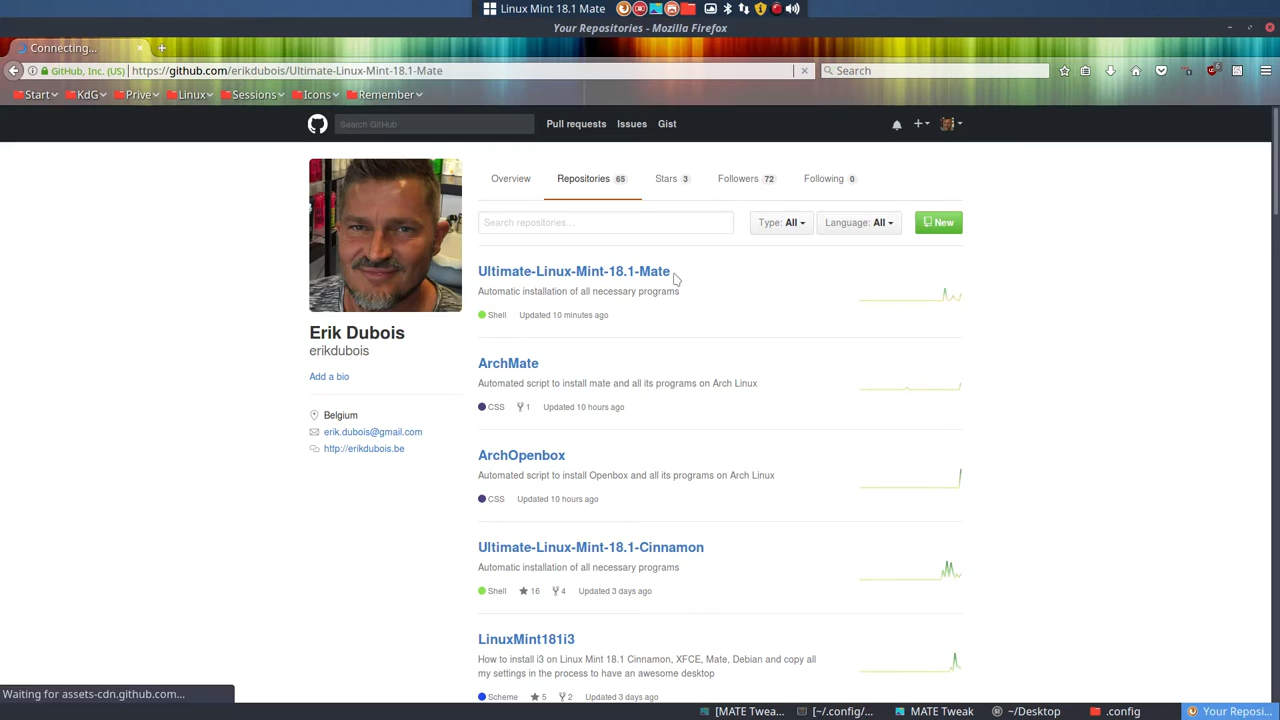 Linux Mint 18.1 Mate
Your Repositories - Mozilla Firefox
Connecting...
GitHub, Inc. (US) https://github.com/erikdubois/Ultimate-Linux-Mint-18.1-Mate
Search
6
Start KdG Prive Linux Sessions Icons Remember
Search GitHub Pull requests Issues Gist
Overview Repositories 65 Stars 3 Followers 72 Following 0
Search repositories... Type: All Language: All New
Ultimate-Linux-Mint-18.1-Mate
Automatic installation of all necessary programs
Shell Updated 10 minutes ago
Erik Dubois
erikdubois
Add a bio
Belgium
erik.dubois@gmail.com
http://erikdubois.be
ArchMate
Automated script to install mate and all its programs on Arch Linux
CSS 1 Updated 10 hours ago
ArchOpenbox
Automated script to install Openbox and all its programs on Arch Linux
CSS Updated 10 hours ago
Ultimate-Linux-Mint-18.1-Cinnamon
Automatic installation of all necessary programs
Shell 16 4 Updated 3 days ago
LinuxMint181i3
How to install i3 on Linux Mint 18.1 Cinnamon, XFCE, Mate, Debian and copy all
my settings in the process to have an awesome desktop
Scheme 5 2 Updated 3 days ago
Waiting for assets-cdn.github.com...
[MATE Twea... [~/.config/... MATE Tweak ~/Desktop .config Your Reposi...